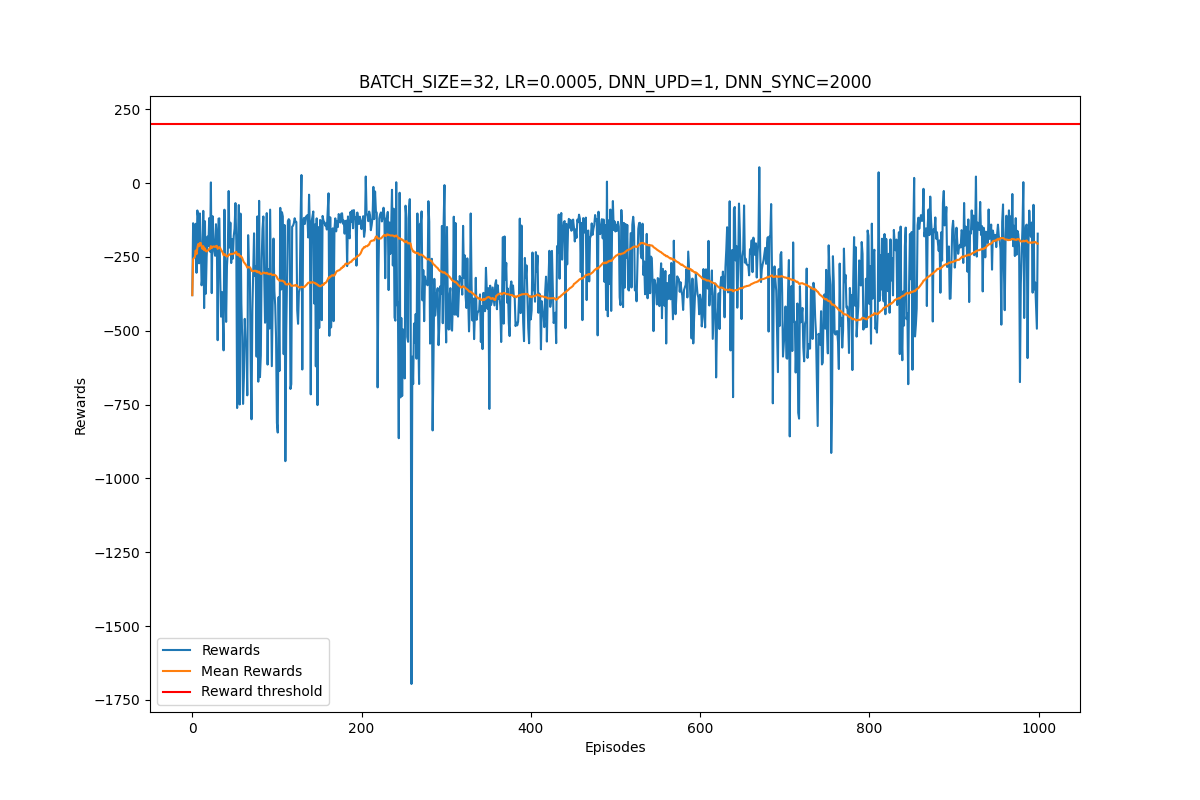 BATCH_SIZE=32, LR=0.0005, DNN_UPD=1, DNN_SYNC=2000
250
0
−250
−500
−750
−1000
−1250
−1500
−1750
Rewards
Rewards
Mean Rewards
Reward threshold
0
200
400
600
800
1000
Episodes